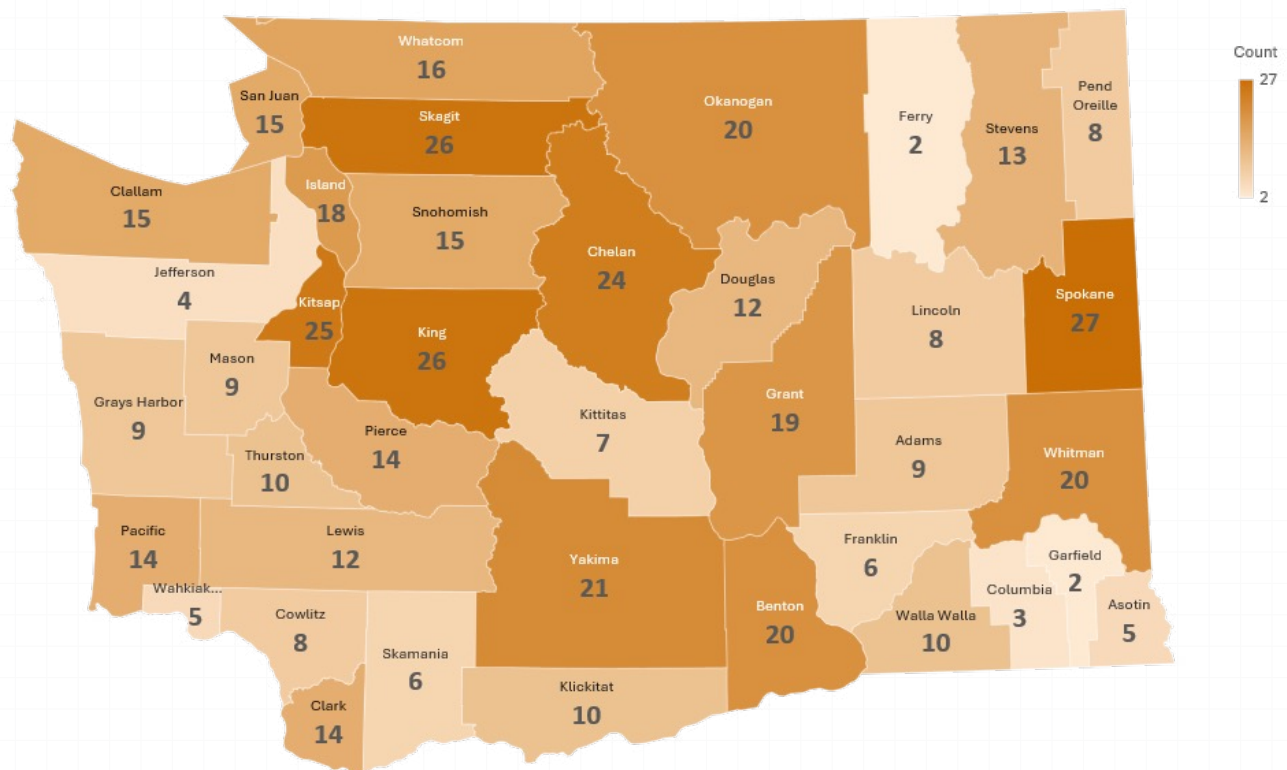 Count
27
2
Whatcom
16
San Juan
15
Skagit
26
Okanogan
20
Ferry
2
Stevens
13
Pend
Oreille
8
Clallam
15
Island
18
Snohomish
15
Chelan
24
Douglas
12
Jefferson
4
Kitsap
25
King
26
Lincoln
8
Spokane
27
Mason
9
Grays Harbor
9
Kittitas
7
Grant
19
Pierce
14
Thurston
10
Adams
9
Whitman
20
Pacific
14
Lewis
12
Yakima
21
Franklin
6
Garfield
2
Wahkiak...
5
Cowlitz
8
Benton
20
Columbia
3
Asotin
5
Walla Walla
10
Skamania
6
Klickitat
10
Clark
14